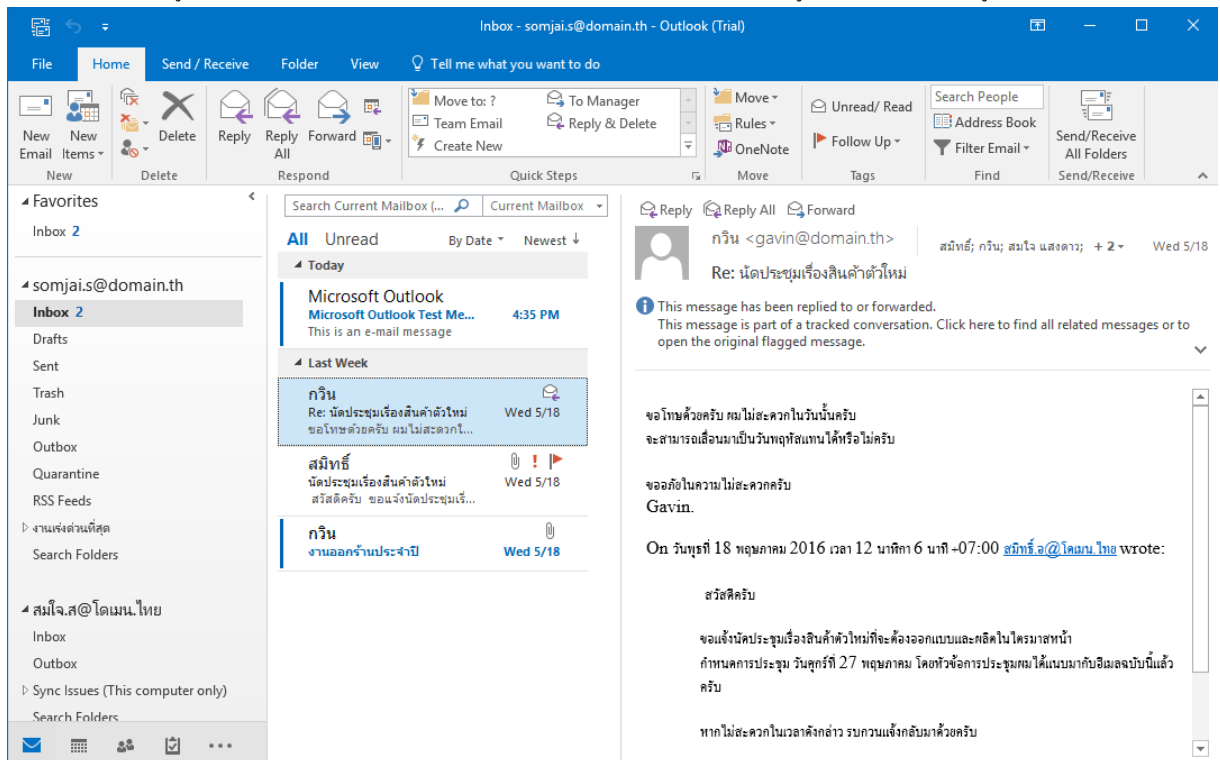 Inbox - somjai.s@domain.th - Outlook (Trial)
File Home Send / Receive Folder View Tell me what you want to do
New Email
New Items
Delete
Reply
Reply All
Forward
Move to: ?
To Manager
Team Email
Reply & Delete
Create New
Move
Rules
OneNote
Unread/ Read
Follow Up
Search People
Address Book
Filter Email
Send/Receive All Folders
New Delete Respond Quick Steps Move Tags Find Send/Receive
Favorites
Inbox 2
somjai.s@domain.th
Inbox 2
Drafts
Sent
Trash
Junk
Outbox
Quarantine
RSS Feeds
งานเร่งด่วนที่สุด
Search Folders
สมใจ.ส@โดเมน.ไทย
Inbox
Outbox
Sync Issues (This computer only)
Search Folders
Search Current Mailbox (... Current Mailbox
All Unread By Date Newest ↓
Today
Microsoft Outlook
Microsoft Outlook Test Me... 4:35 PM
This is an e-mail message
Last Week
กวิน
Re: นัดประชุมเรื่องสินค้าตัวใหม่ Wed 5/18
ขอโทษด้วยครับ ผมไม่สะดวกใ...
สมิทธิ์
นัดประชุมเรื่องสินค้าตัวใหม่ Wed 5/18
สวัสดีครับ ขอแจ้งนัดประชุมเรื่...
กวิน
งานออกร้านประจำปี Wed 5/18
Reply Reply All Forward
กวิน <gavin@domain.th>
สมิทธิ์; กวิน; สมใจ แสงดาว; + 2 Wed 5/18
Re: นัดประชุมเรื่องสินค้าตัวใหม่
This message has been replied to or forwarded.
This message is part of a tracked conversation. Click here to find all related messages or to
open the original flagged message.
ขอโทษด้วยครับ ผมไม่สะดวกในวันนั้นครับ
จะสามารถเลื่อนมาเป็นวันพฤหัสแทนได้หรือไม่ครับ
ขออภัยในความไม่สะดวกครับ
Gavin.
On วันพุธที่ 18 พฤษภาคม 2016 เวลา 12 นาฬิกา 6 นาที +07:00 สมิทธิ์.อ@โดเมน.ไทย wrote:
สวัสดีครับ
ขอแจ้งนัดประชุมเรื่องสินค้าตัวใหม่ที่จะต้องออกแบบและผลิตในไตรมาสหน้า
กำหนดการประชุม วันศุกร์ที่ 27 พฤษภาคม โดยหัวข้อการประชุมผมได้แนบมากับอีเมลฉบับนี้แล้ว
ครับ
หากไม่สะดวกในเวลาดังกล่าว รบกวนแจ้งกลับมาด้วยครับ